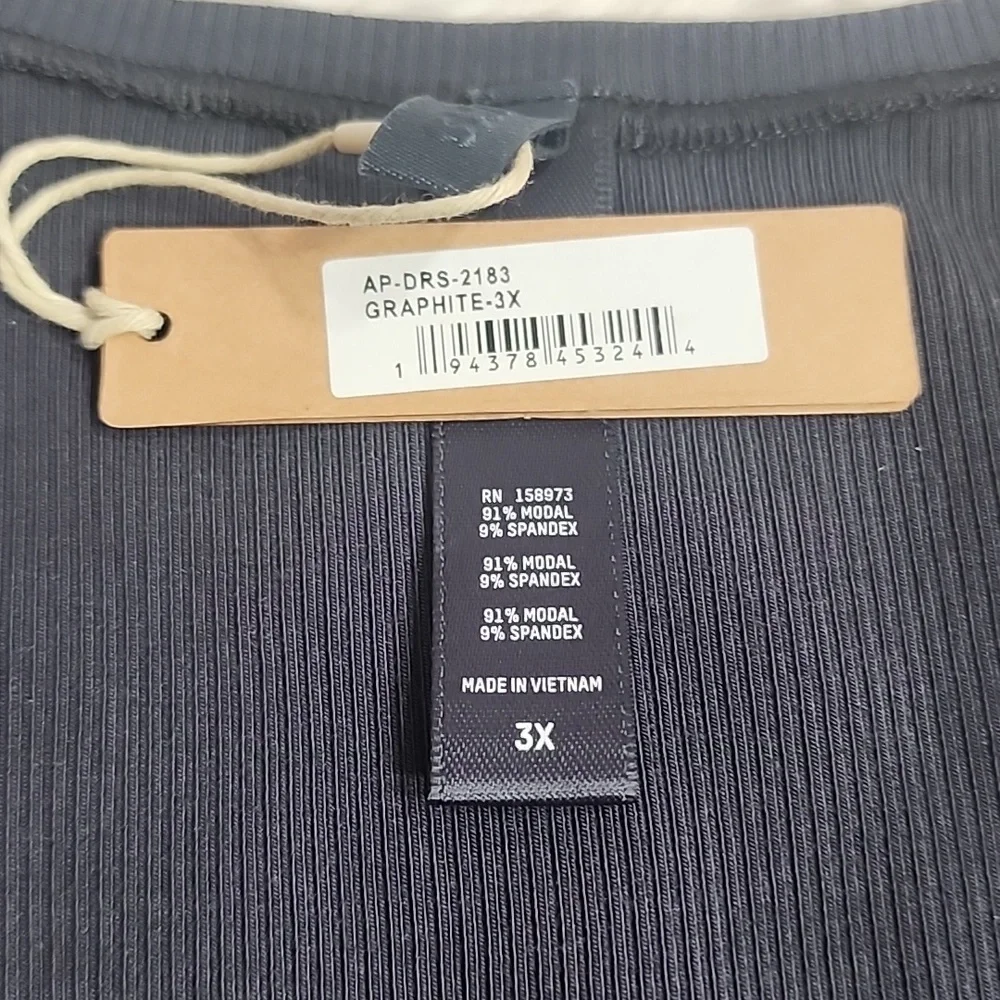 AP-DRS-2183
GRAPHITE-3X
1 94378 45324 4
RN 158973
91% MODAL
9% SPANDEX
91% MODAL
9% SPANDEX
91% MODAL
9% SPANDEX
MADE IN VIETNAM
3X